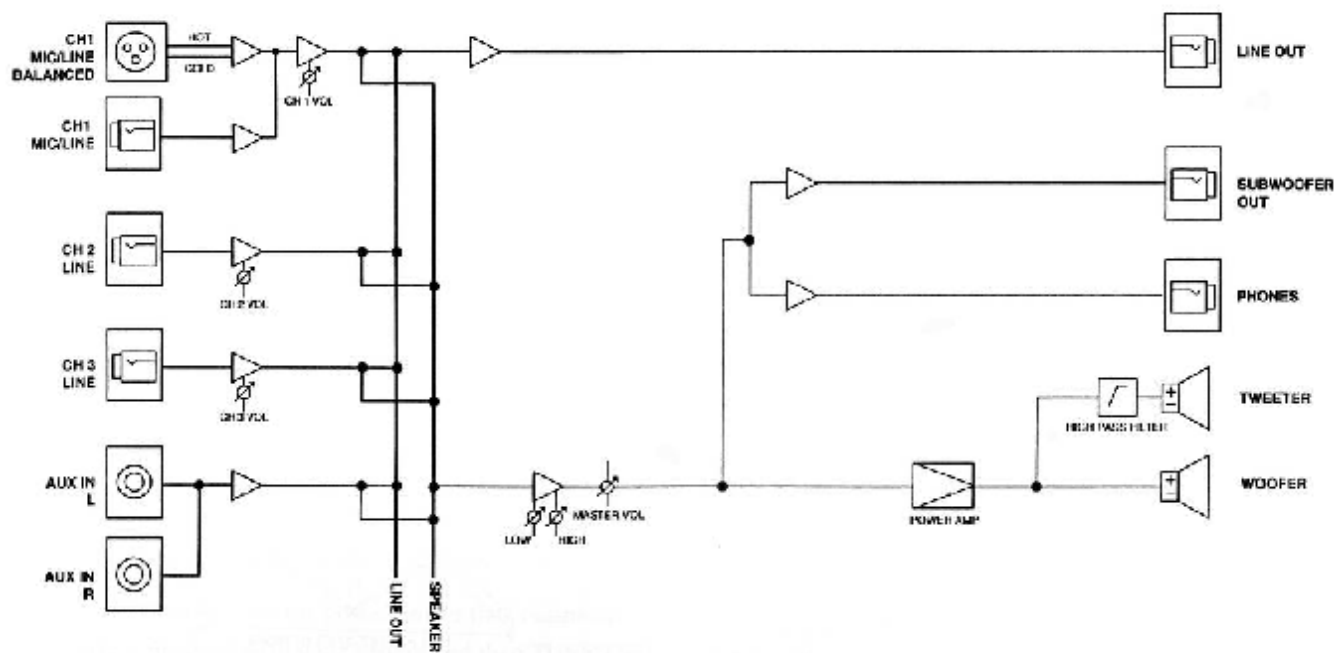 CH1
MIC/LINE
BALANCED
HOT
COLD
CH 1 VOL
LINE OUT
CH1
MIC/LINE
SUBWOOFER
OUT
CH 2
LINE
CH 2 VOL
PHONES
CH 3
LINE
CH3 VOL
TWEETER
HIGH PASS FILTER
AUX IN
L
WOOFER
MASTER VOL
POWER AMP
LOW
HIGH
AUX IN
R
LINE OUT
SPEAKER